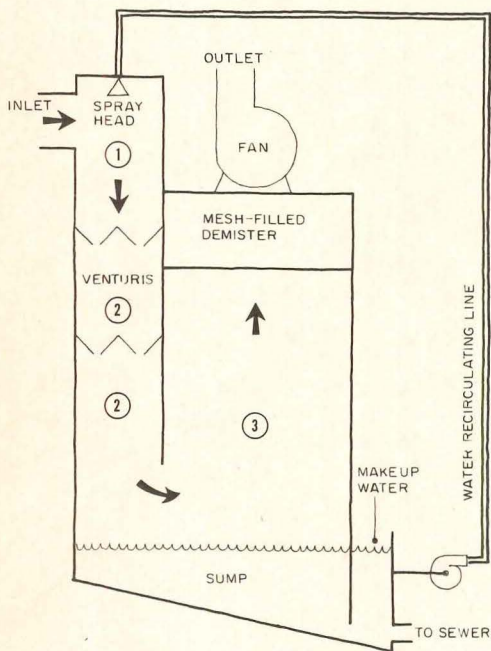 OUTLET
INLET
SPRAY
HEAD
FAN
1
MESH-FILLED
DEMISTER
VENTURIS
2
2
3
WATER RECIRCULATING LINE
MAKEUP
WATER
SUMP
TO SEWER